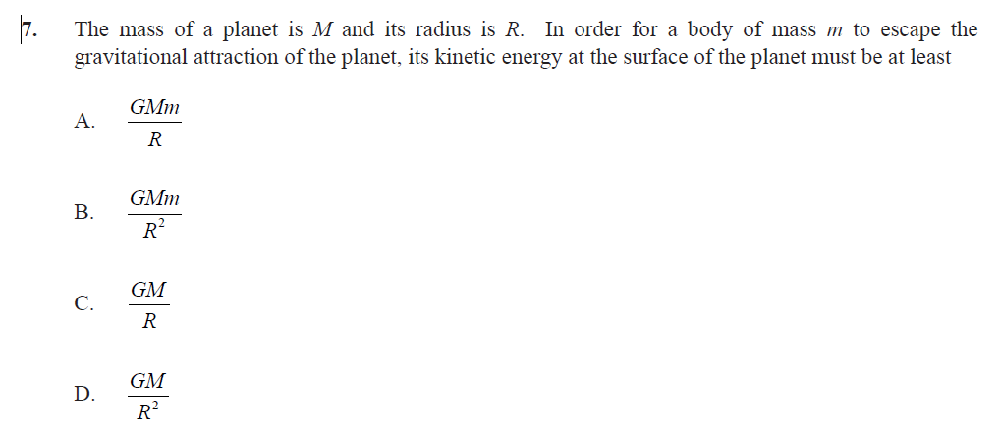 7. The mass of a planet is M and its radius is R. In order for a body of mass m to escape the
gravitational attraction of the planet, its kinetic energy at the surface of the planet must be at least
A. GMm
R
B. GMm
R²
C. GM
R
D. GM
R²